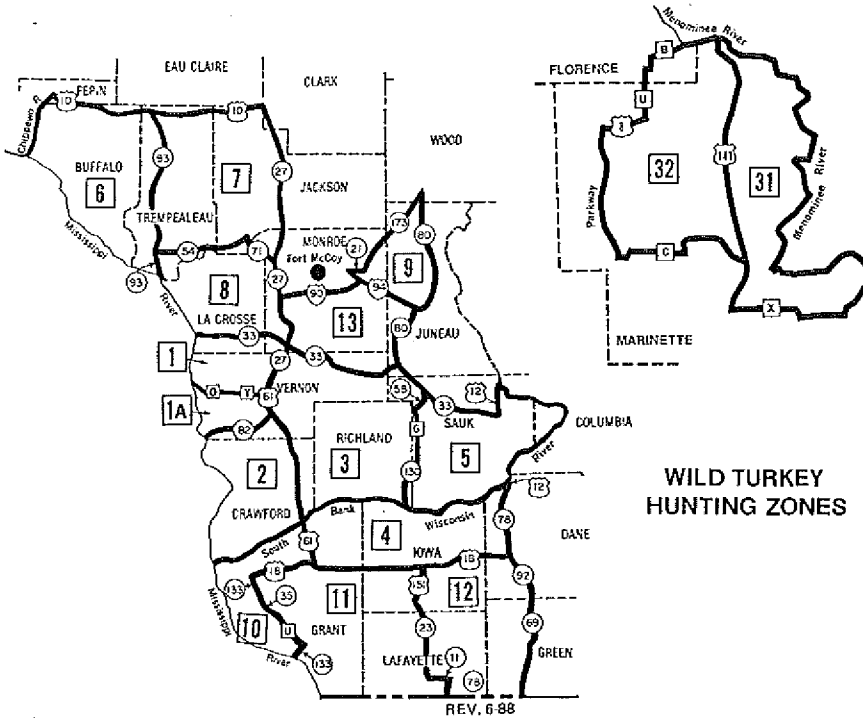 Menominee River
EAU CLAIRE
CLARK
FLORENCE
B
PEPIN
10
10
U
Chippewa R.
WOOD
2
93
141
BUFFALO
6
7
27
32
31
JACKSON
Menominee River
Parkway
TREMPEALEAU
173
MONROE
21
80
Mississippi
54
71
Fort McCoy
9
C
93
27
90
94
River
8
X
LA CROSSE
13
33
80
JUNEAU
MARINETTE
1
27
33
O
Y
61
VERNON
58
12
1A
33
SAUK
82
RICHLAND
G
COLUMBIA
2
3
5
River
130
WILD TURKEY
HUNTING ZONES
12
CRAWFORD
Bank
Wisconsin
78
South
4
61
IOWA
DANE
133
18
18
Mississippi
35
11
151
12
92
10
U
GRANT
23
69
River
133
LAFAYETTE
11
GREEN
78
REV. 6-88